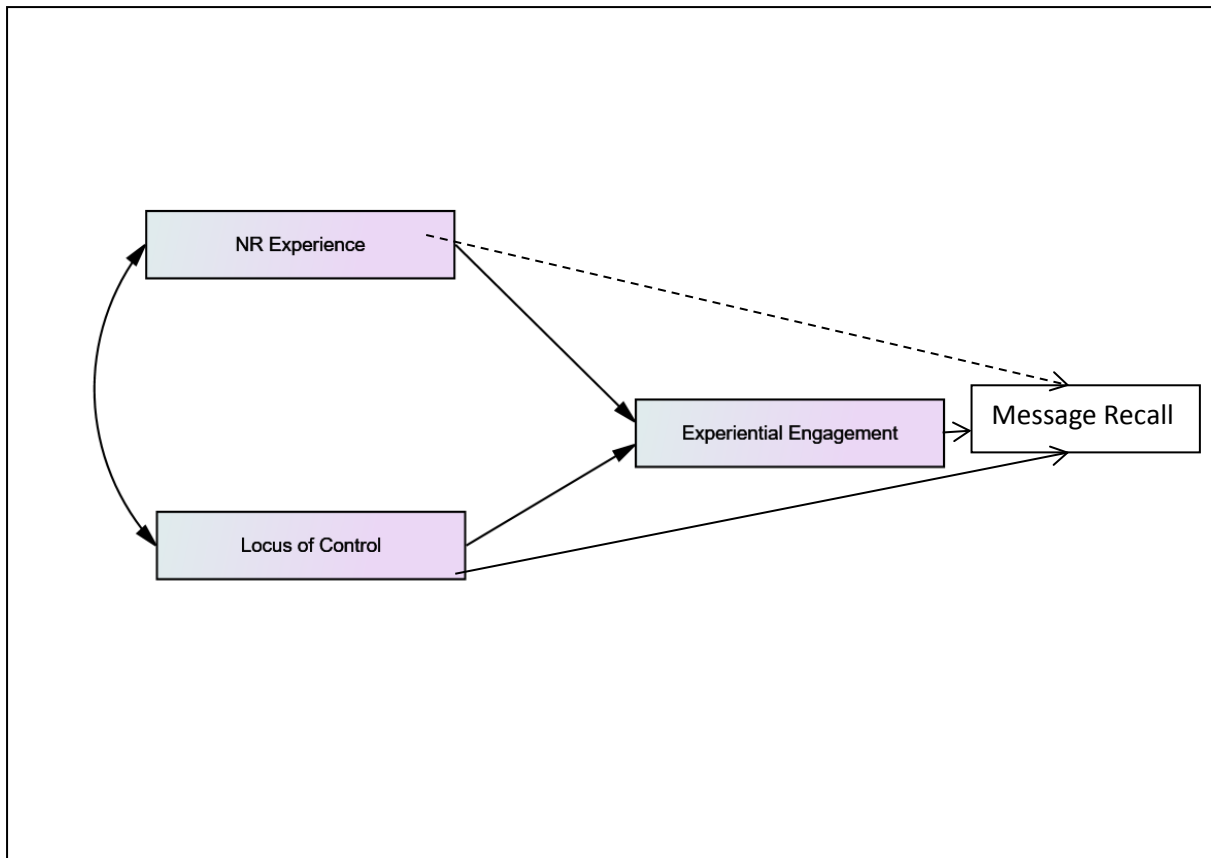 NR Experience
Experiential Engagement
Message Recall
Locus of Control